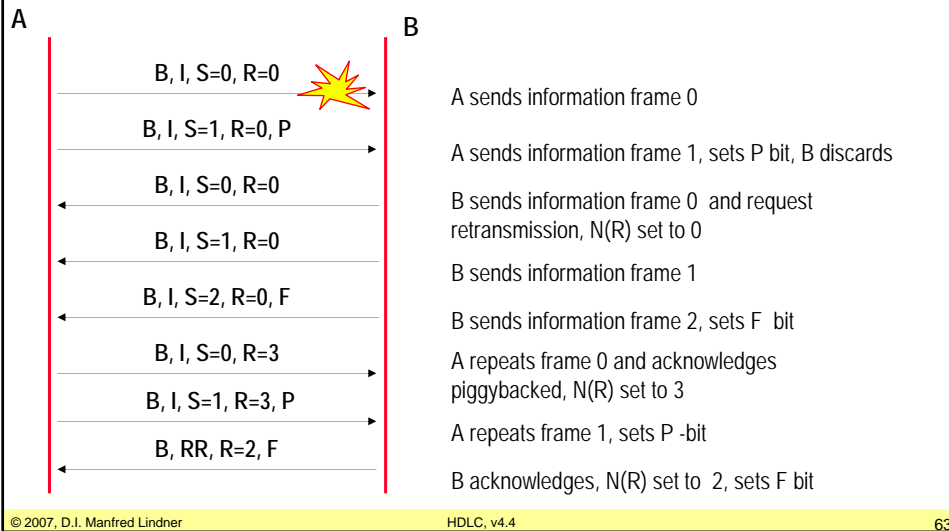 A
B
B, I, S=0, R=0
A sends information frame 0
B, I, S=1, R=0, P
A sends information frame 1, sets P bit, B discards
B, I, S=0, R=0
B sends information frame 0 and request
retransmission, N(R) set to 0
B, I, S=1, R=0
B sends information frame 1
B, I, S=2, R=0, F
B sends information frame 2, sets F bit
B, I, S=0, R=3
A repeats frame 0 and acknowledges
piggybacked, N(R) set to 3
B, I, S=1, R=3, P
A repeats frame 1, sets P -bit
B, RR, R=2, F
B acknowledges, N(R) set to 2, sets F bit
© 2007, D.I. Manfred Lindner
HDLC, v4.4
63